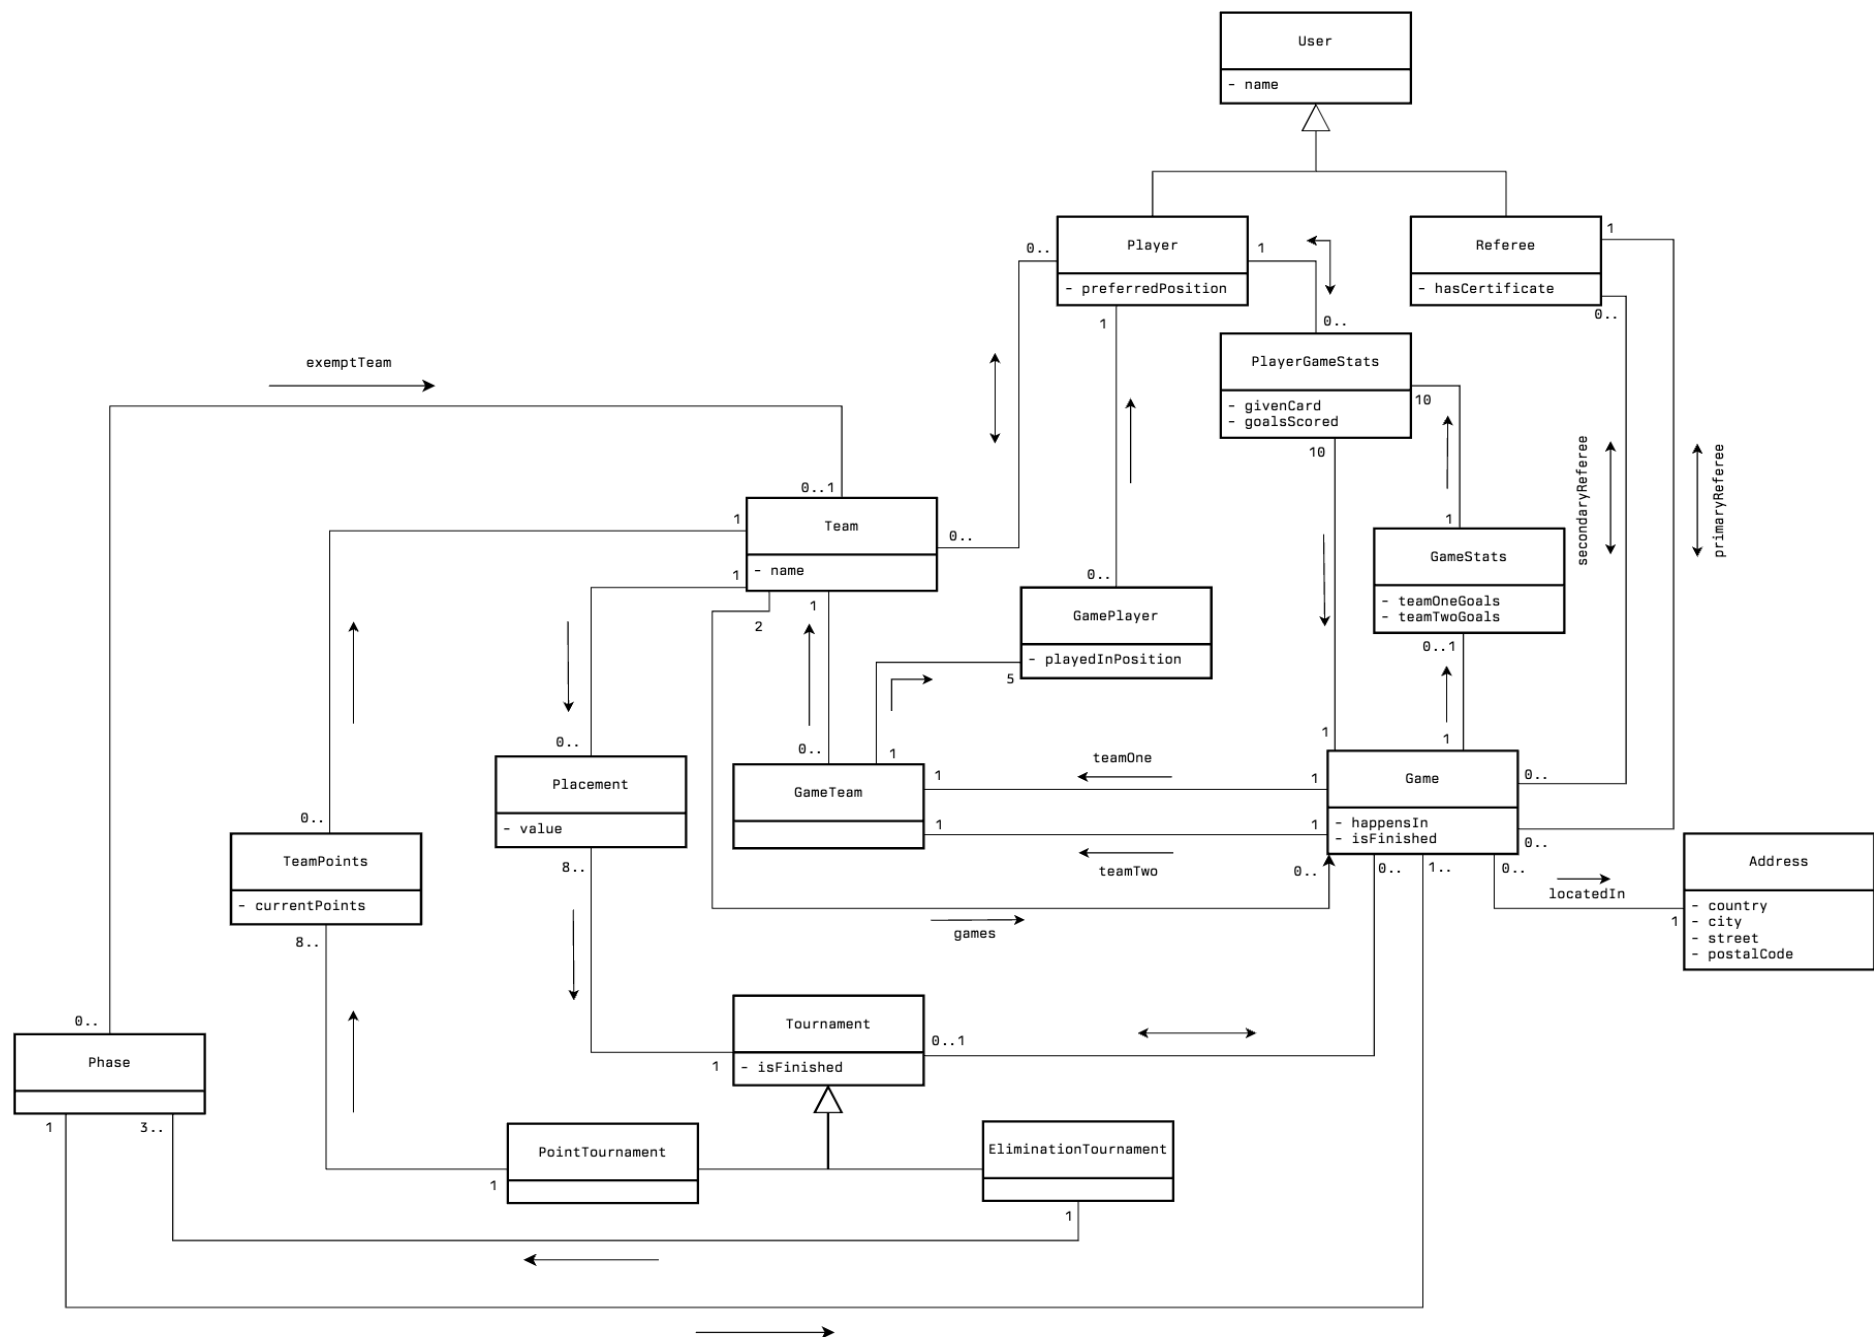 User
- name
Player
- preferredPosition
Referee
- hasCertificate
1
0..
1
0..
1
0..
exemptTeam
PlayerGameStats
- givenCard
- goalsScored
10
10
secondaryReferee
primaryReferee
0..1
Team
- name
1
1
2
1
0..
0..
GamePlayer
- playedInPosition
5
1
GameStats
- teamOneGoals
- teamTwoGoals
0..1
0..
Placement
- value
8..
0..
1
GameTeam
1
1
teamOne
teamTwo
1
1
1
1
Game
- happensIn
- isFinished
0..
0..
0..
0..
1..
0..
locatedIn
1
Address
- country
- city
- street
- postalCode
0..
TeamPoints
- currentPoints
8..
games
0..
Phase
1
3..
Tournament
- isFinished
1
0..1
PointTournament
1
EliminationTournament
1